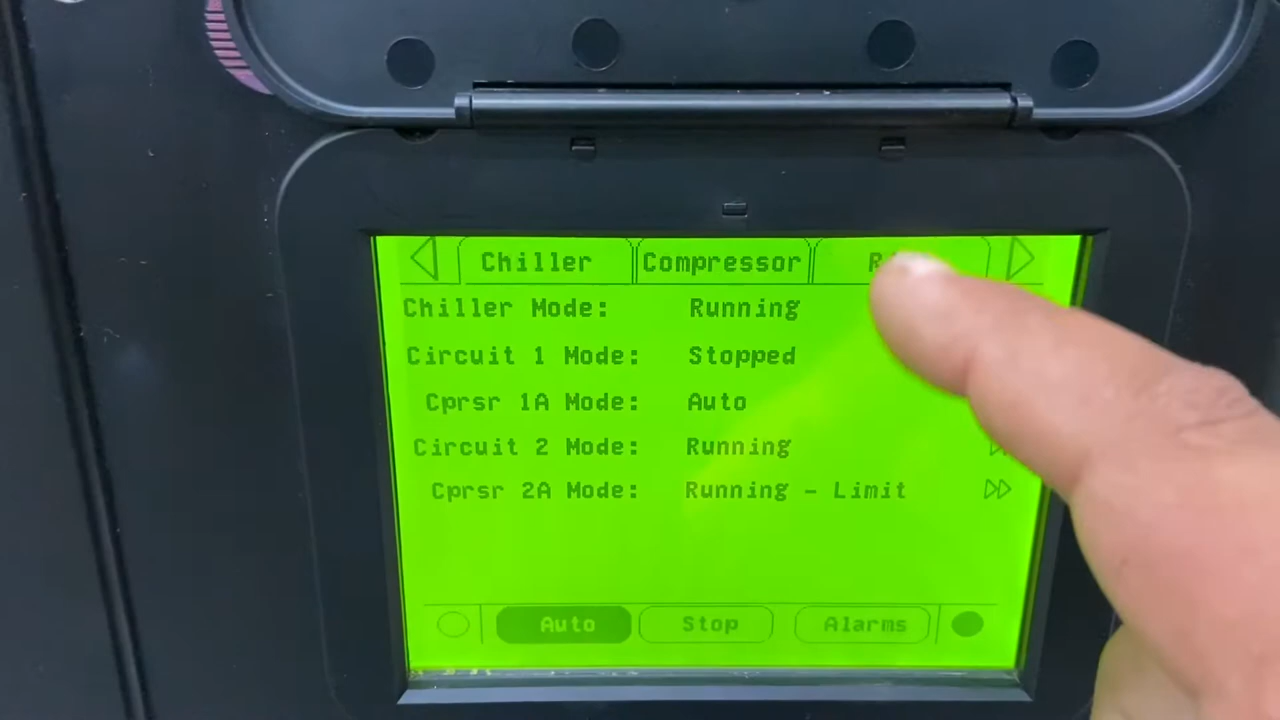 Chiller Compressor
Chiller Mode: Running
Circuit 1 Mode: Stopped
Cprsr 1A Mode: Auto
Circuit 2 Mode: Running
Cprsr 2A Mode: Running - Limit
Auto Stop Alarms